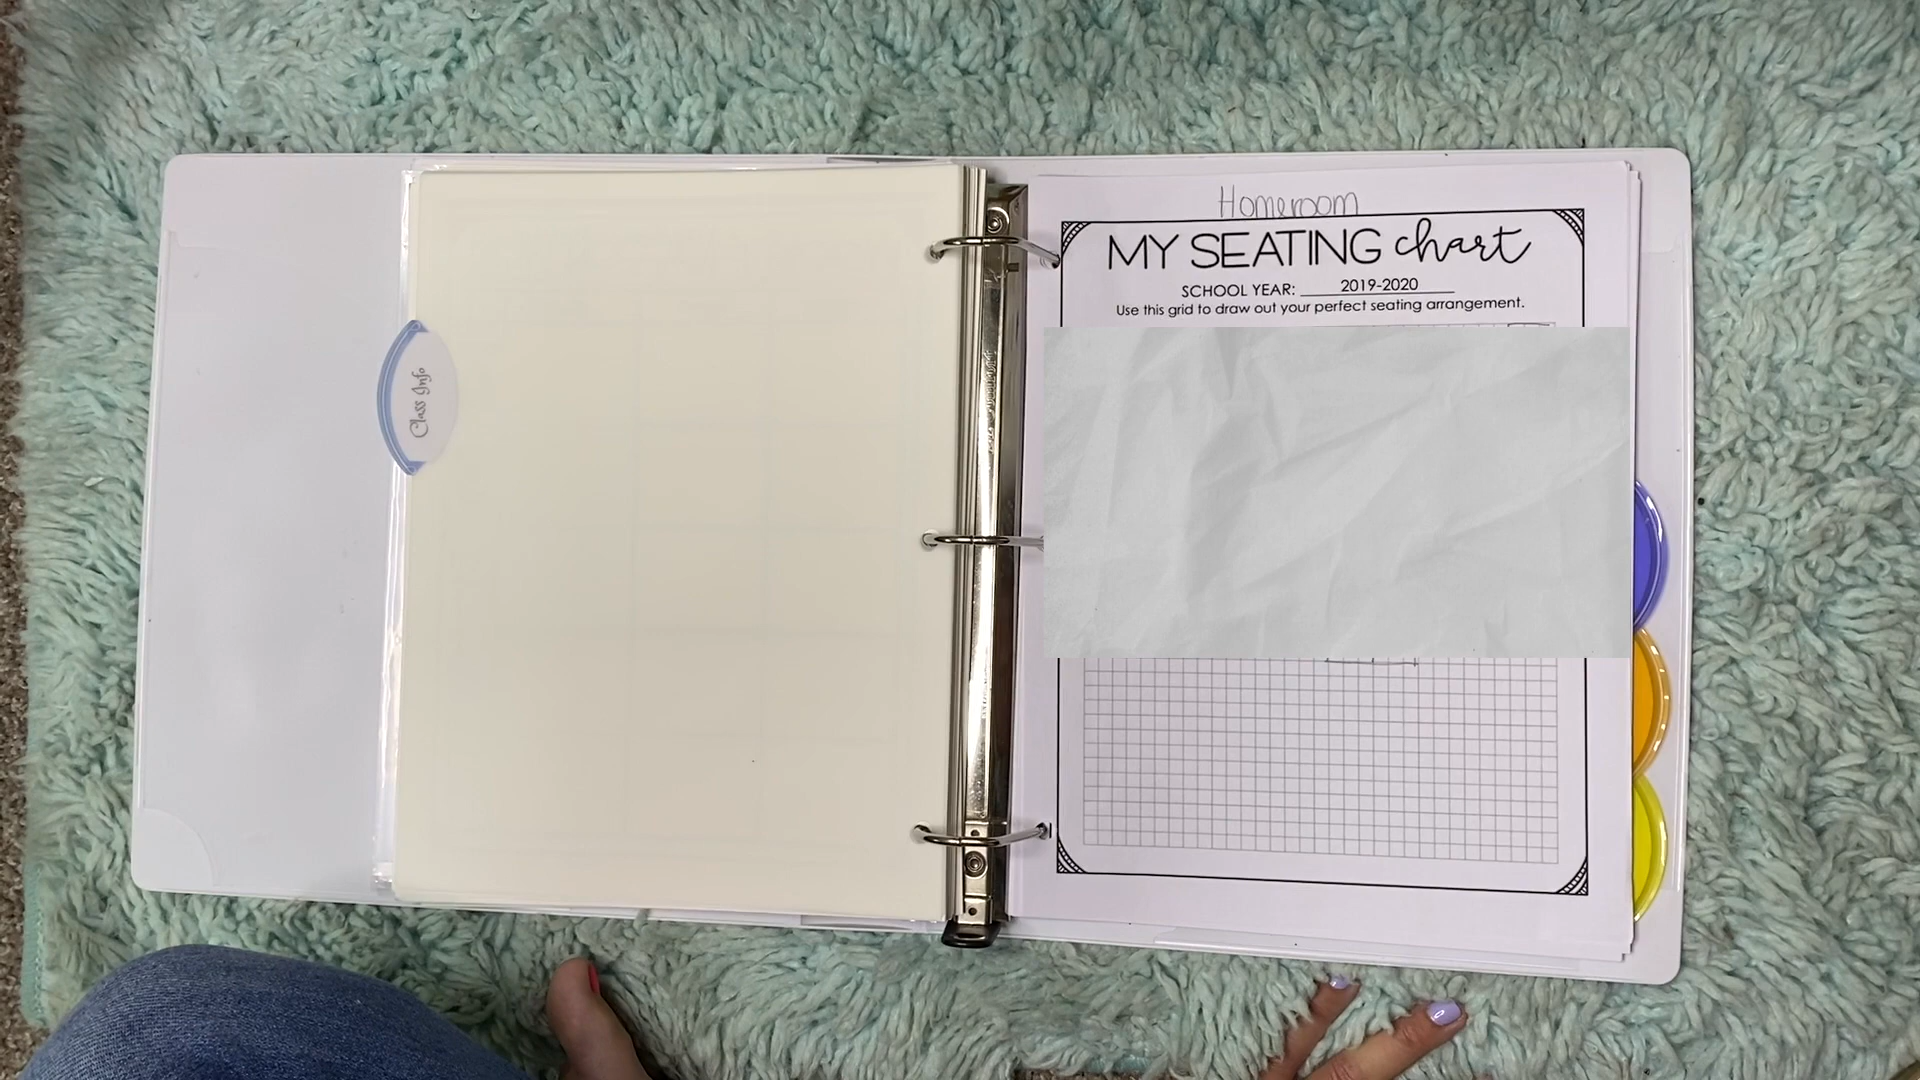 Class Info
Homeroom
MY SEATING chart
SCHOOL YEAR: 2019-2020
Use this grid to draw out your perfect seating arrangement.